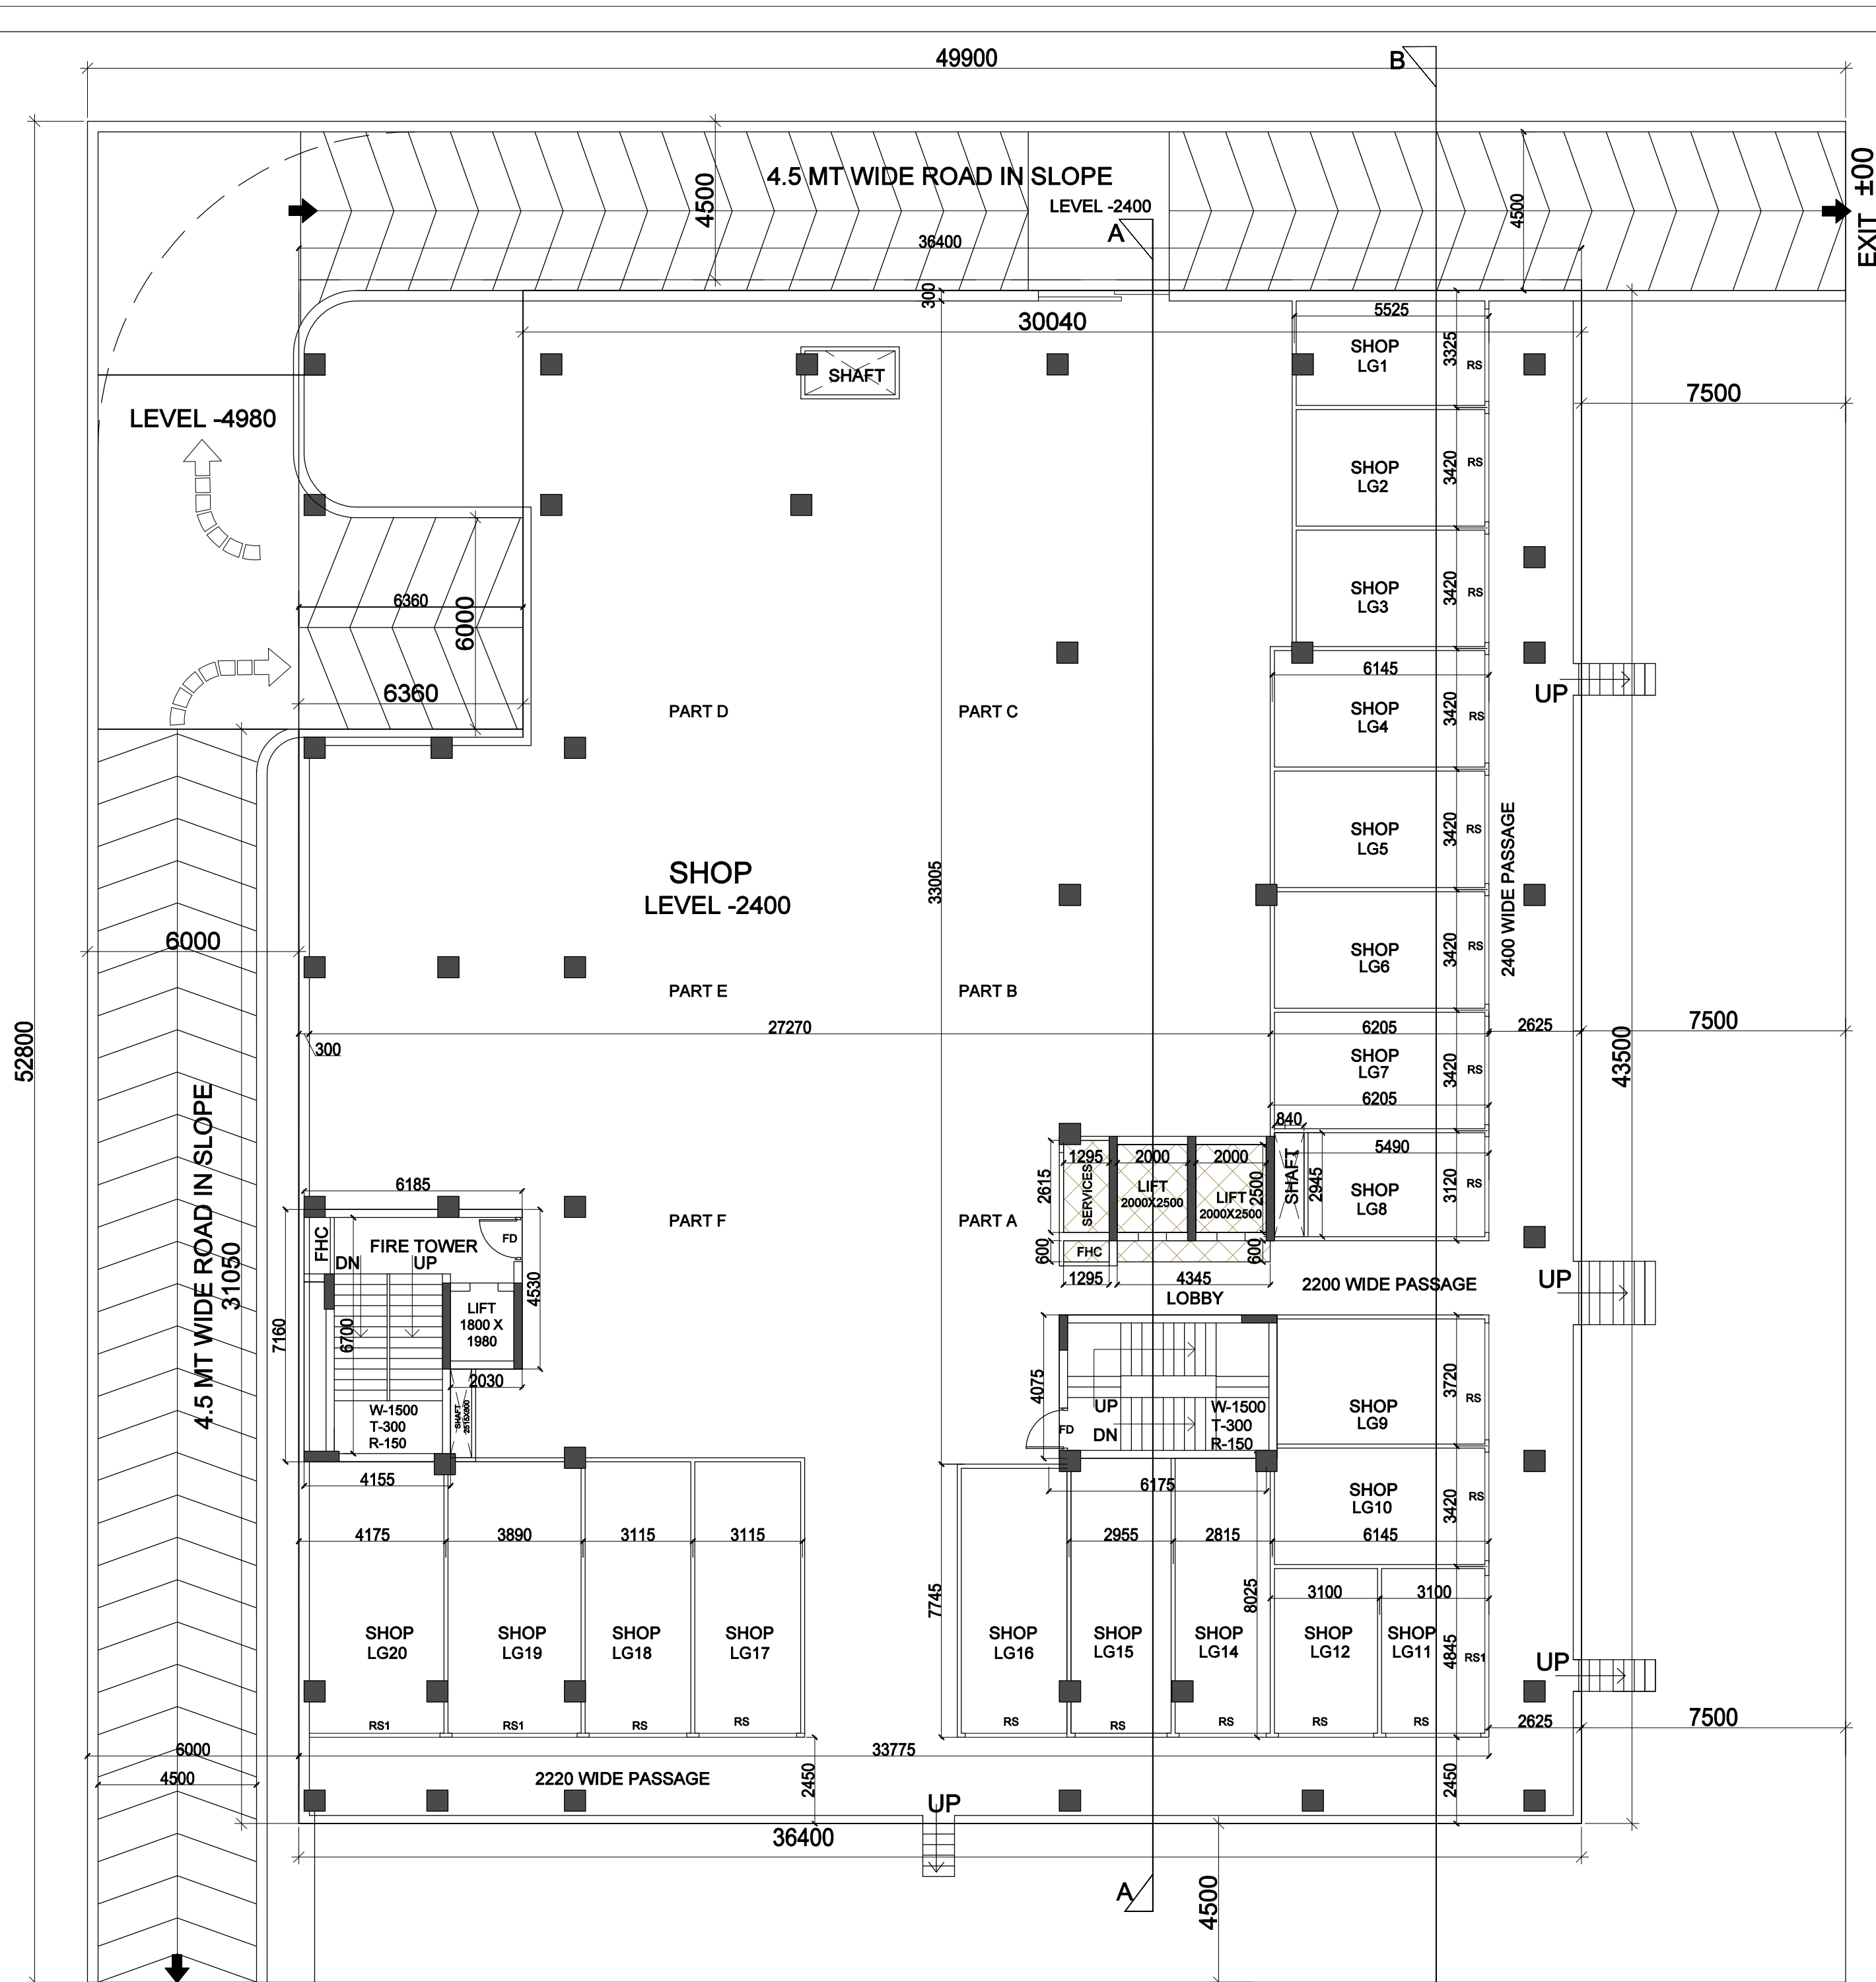 49900
B
4.5 MT WIDE ROAD IN SLOPE
LEVEL -2400
A
4500
4500
EXIT ±00
36400
300
30040
5525
SHOP
LG1
3325
RS
SHAFT
7500
LEVEL -4980
SHOP
LG2
3420
RS
6360
6000
SHOP
LG3
3420
RS
6360
6145
UP
PART D
PART C
SHOP
LG4
3420
RS
SHOP
LEVEL -2400
33005
SHOP
LG5
3420
RS
2400 WIDE PASSAGE
6000
SHOP
LG6
3420
RS
PART E
PART B
52800
27270
6205
2625
7500
300
43500
SHOP
LG7
3420
RS
6205
4.5 MT WIDE ROAD IN SLOPE
31050
840
1295
2000
2000
5490
2615
SERVICES
LIFT
2000X2500
LIFT
2000X2500
2500
SHAFT
2945
SHOP
LG8
3120
RS
6185
PART F
PART A
FHC
FIRE TOWER
FD
DN
UP
600
FHC
600
1295
4345
2200 WIDE PASSAGE
UP
LOBBY
4530
LIFT
1800 X
1980
7160
6700
2030
SHAFT
2515X600
W-1500
T-300
R-150
4075
UP
DN
FD
W-1500
T-300
R-150
3720
SHOP
LG9
RS
4155
6175
SHOP
LG10
3420
RS
4175
3890
3115
3115
2955
2815
6145
7745
8025
3100
3100
SHOP
LG20
SHOP
LG19
SHOP
LG18
SHOP
LG17
SHOP
LG16
SHOP
LG15
SHOP
LG14
SHOP
LG12
SHOP
LG11
4845
RS1
UP
RS1
RS1
RS
RS
RS
RS
RS
RS
RS
2625
7500
6000
33775
4500
2220 WIDE PASSAGE
2450
2450
UP
36400
A
4500